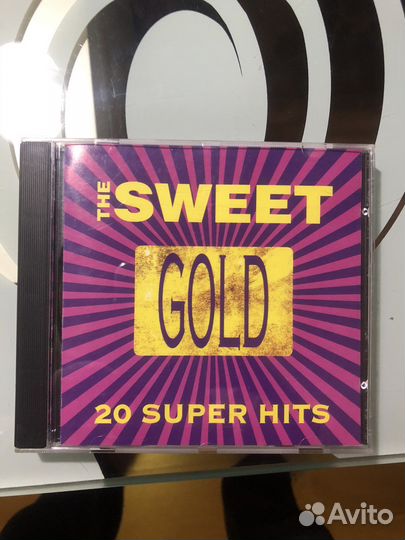 THE SWEET
GOLD
20 SUPER HITS
Avito